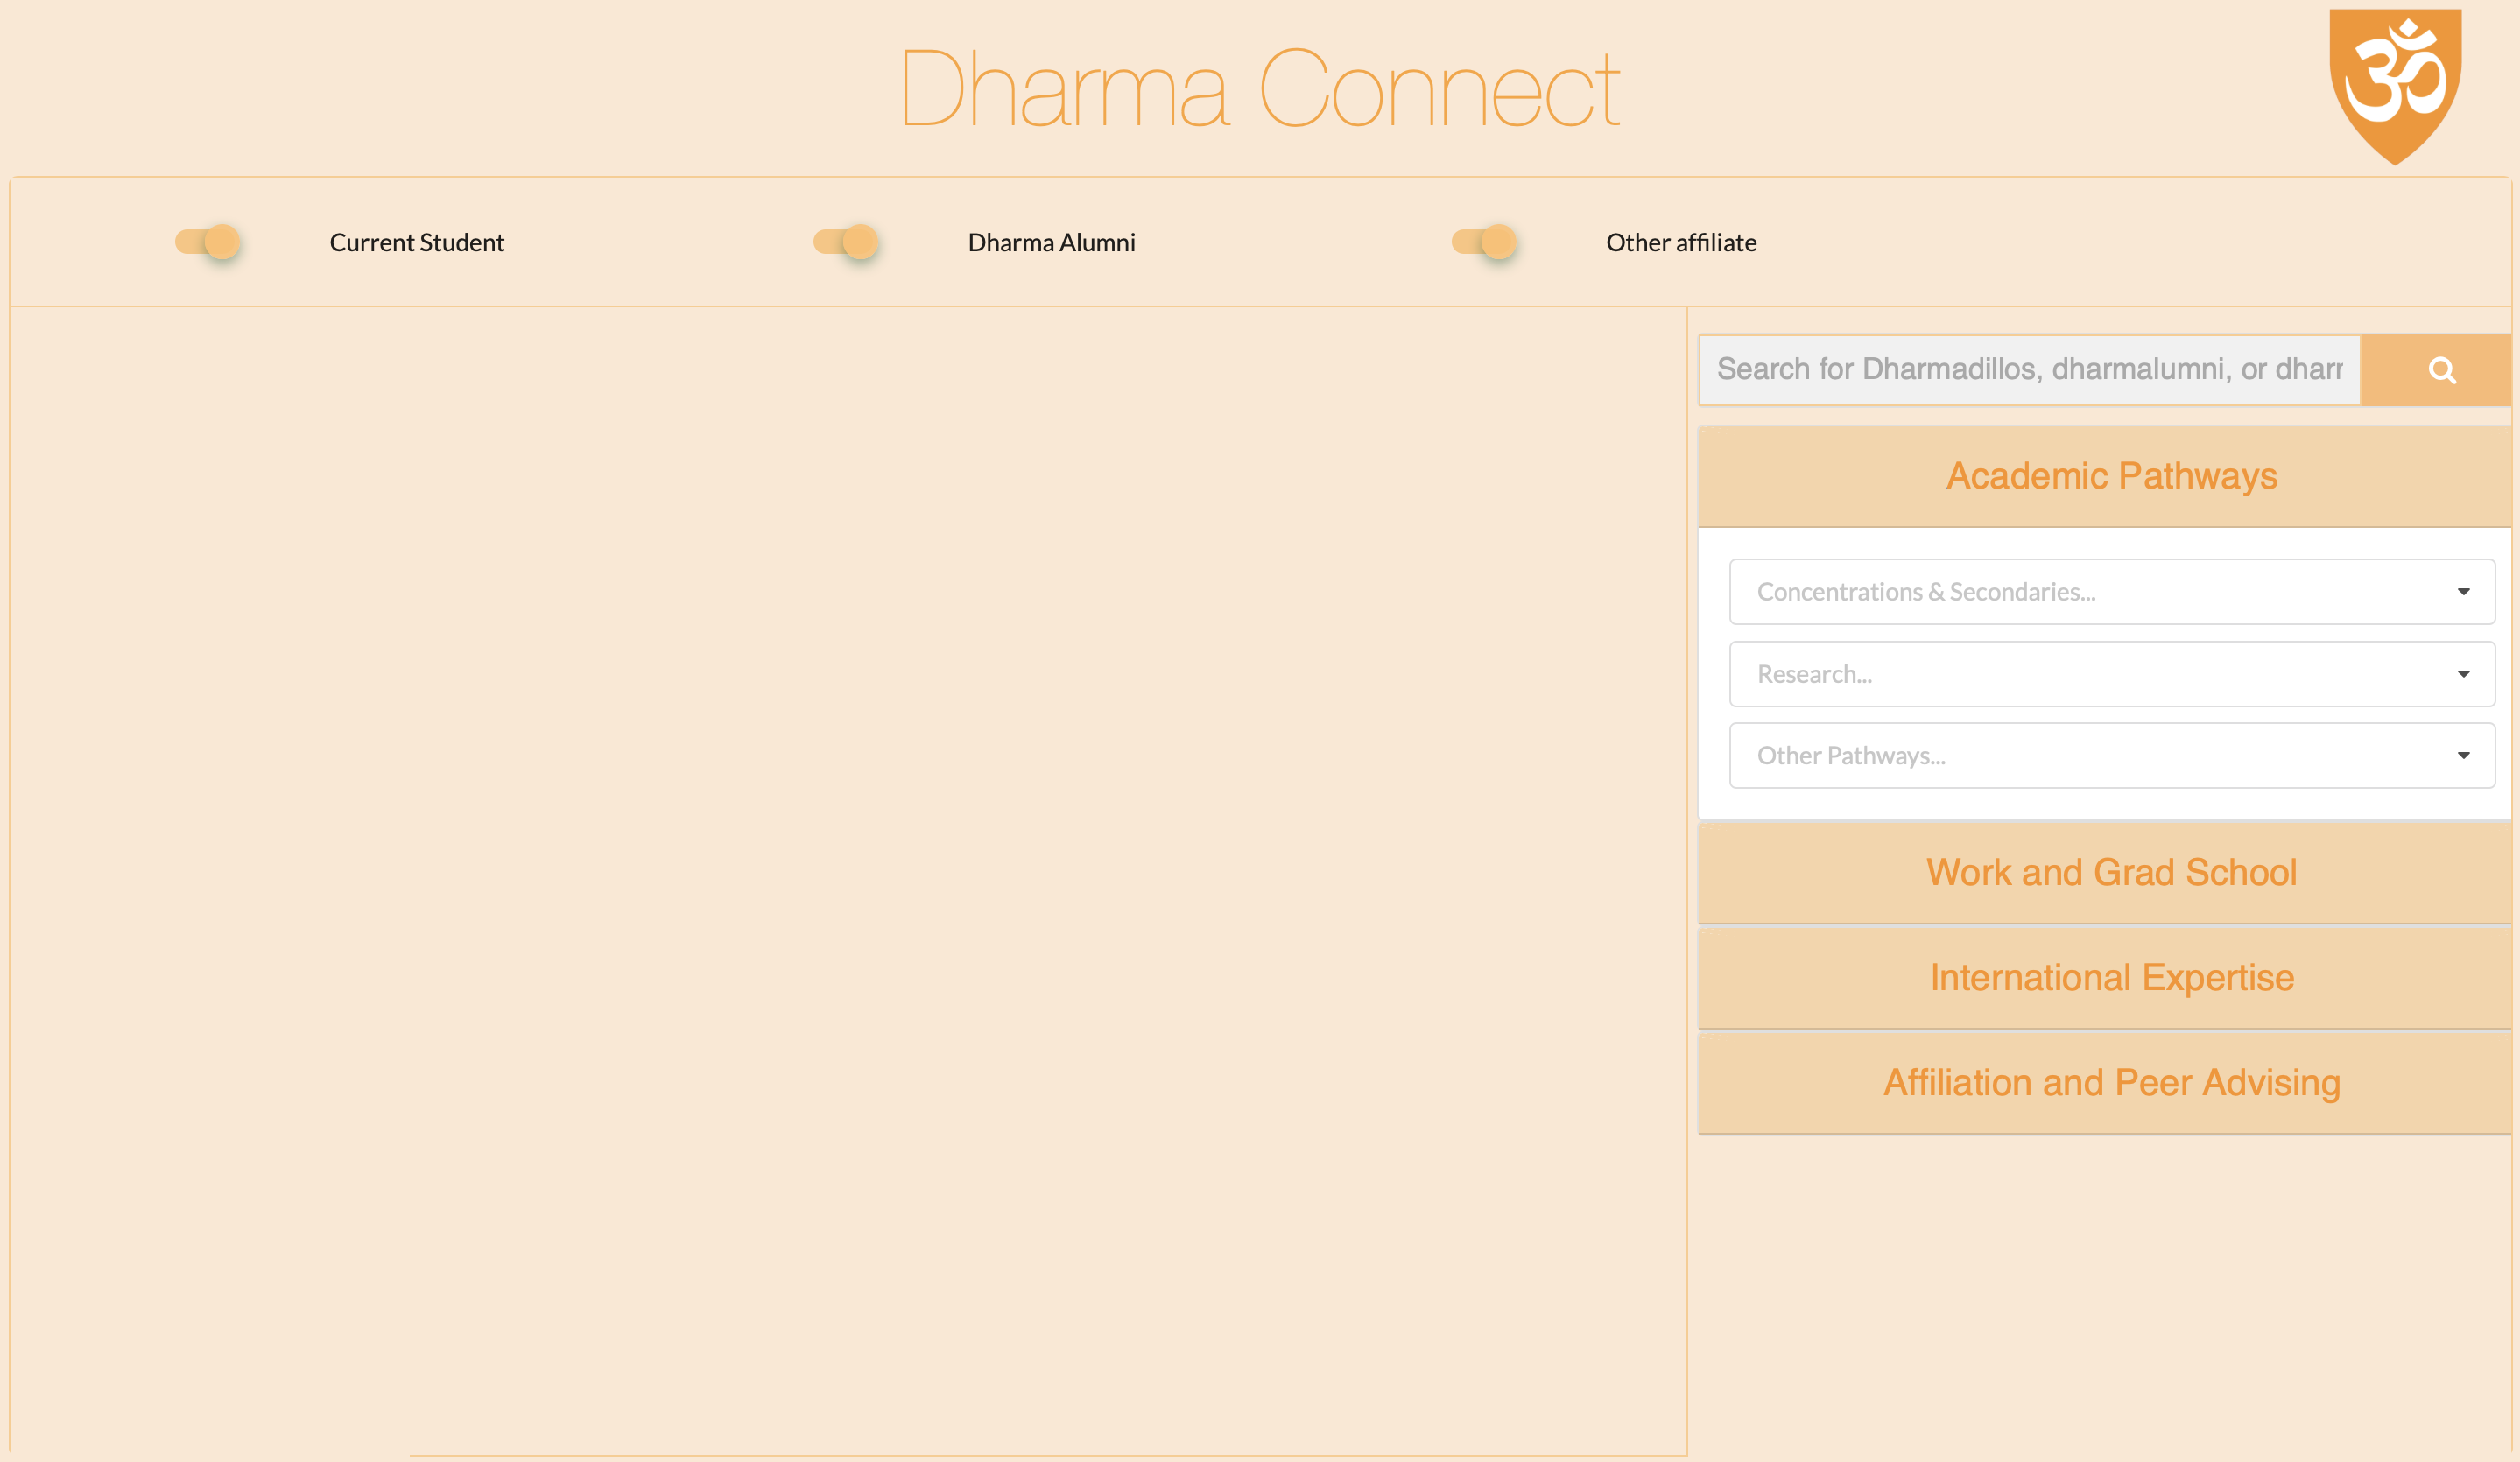 Dharma Connect
ॐ
Current Student
Dharma Alumni
Other affiliate
Search for Dharmadillos, dharmalumni, or dharr
Academic Pathways
Concentrations & Secondaries...
Research...
Other Pathways...
Work and Grad School
International Expertise
Affiliation and Peer Advising